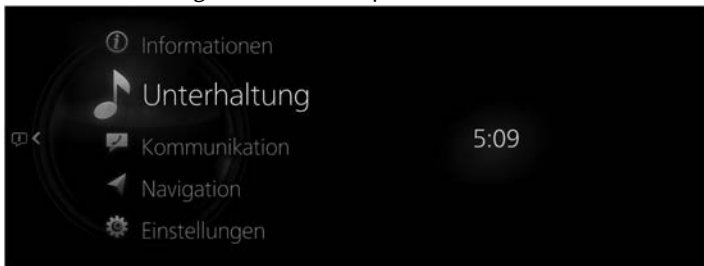 Informationen
Unterhaltung
Kommunikation
5:09
Navigation
Einstellungen